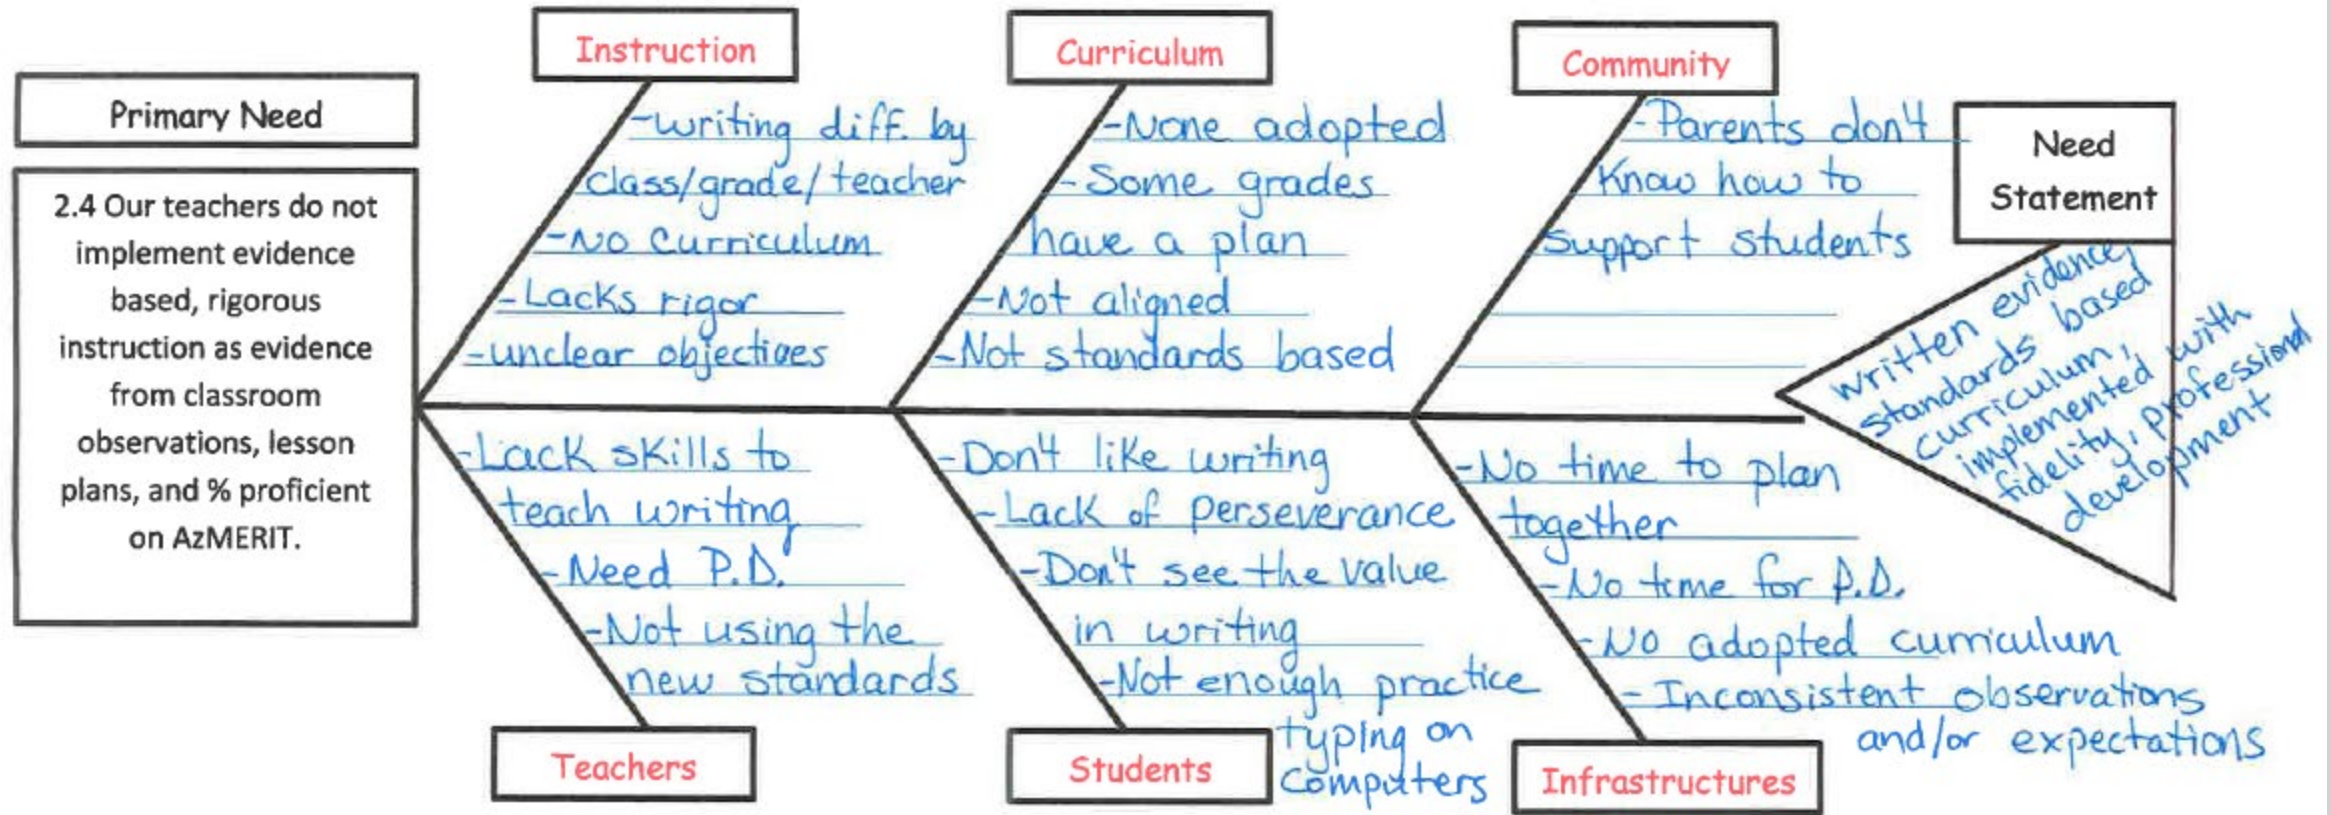 Primary Need
2.4 Our teachers do not
implement evidence
based, rigorous
instruction as evidence
from classroom
observations, lesson
plans, and % proficient
on AzMERIT.
Instruction
-writing diff. by
class/grade/teacher
-No Curriculum
-Lacks rigor
-unclear objectives
Curriculum
-None adopted
-Some grades
have a plan
-Not aligned
-Not standards based
Community
-Parents don't
Know how to
Support students
Teachers
-Lack skills to
teach writing
-Need P.D.
-Not using the
new standards
Students
-Don't like writing
-Lack of perseverance
-Don't see the value
in writing
-Not enough practice
typing on
Computers
Infrastructures
-No time to plan
together
-No time for P.D.
-No adopted curriculum
-Inconsistent observations
and/or expectations
Need
Statement
written evidence,
standards based
curriculum,
implemented with
fidelity, professional
development